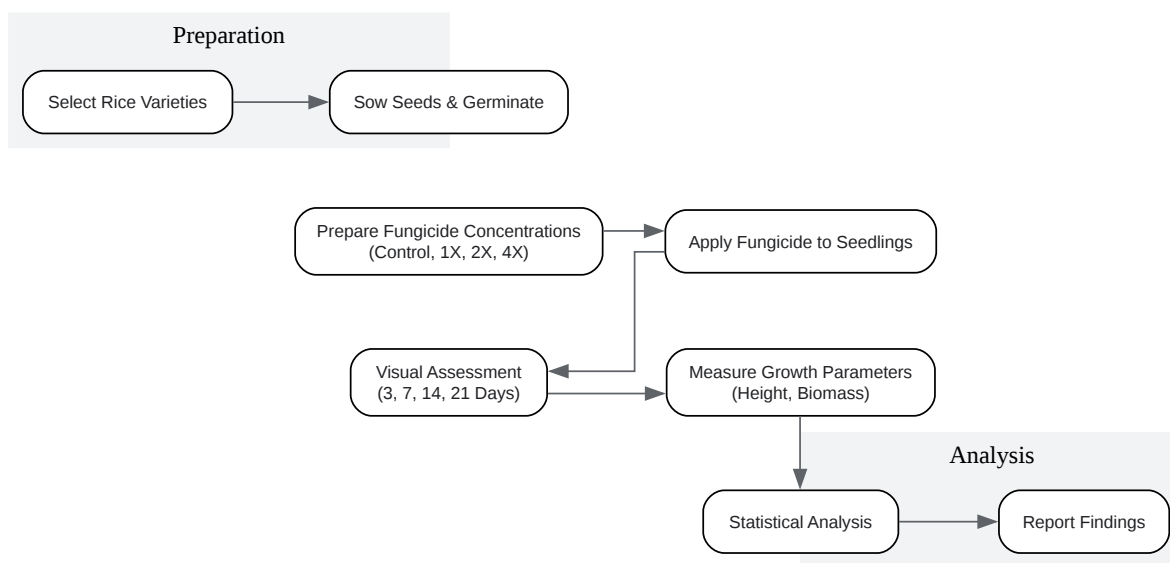 Preparation
Select Rice Varieties
Sow Seeds & Germinate
Prepare Fungicide Concentrations
(Control, 1X, 2X, 4X)
Apply Fungicide to Seedlings
Visual Assessment
(3, 7, 14, 21 Days)
Measure Growth Parameters
(Height, Biomass)
Analysis
Statistical Analysis
Report Findings